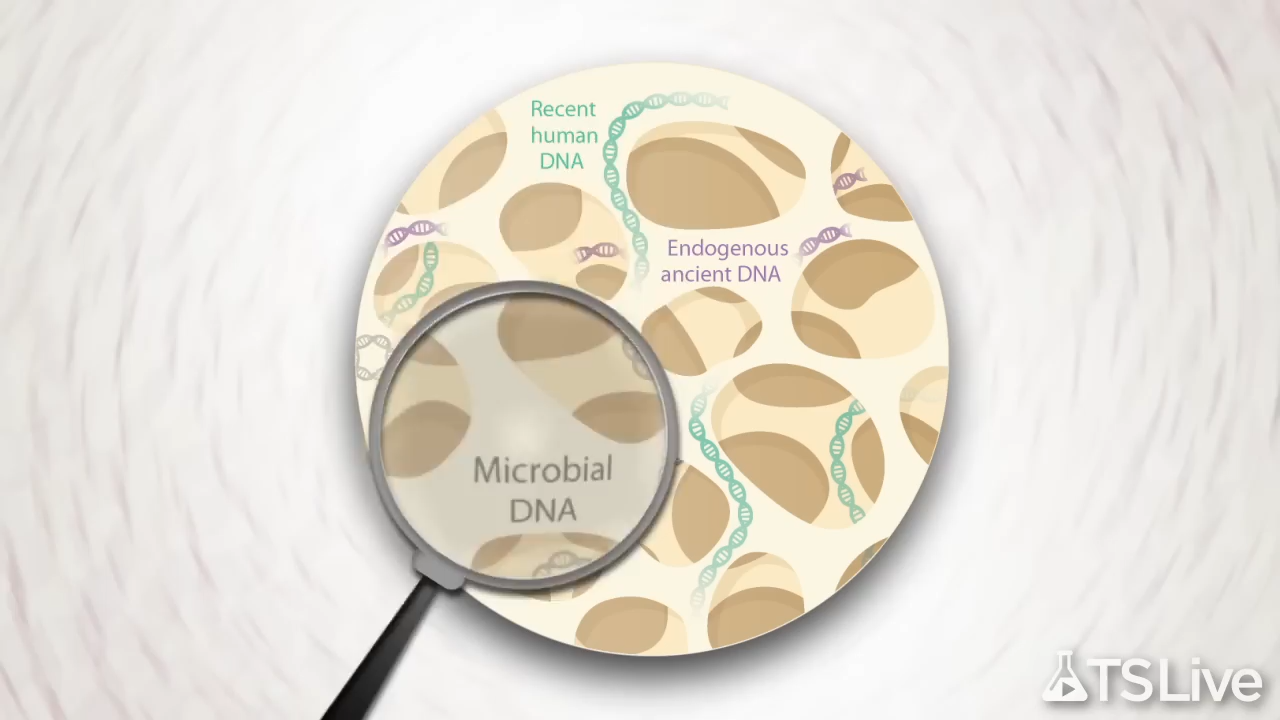 Recent
human
DNA
Endogenous
ancient DNA
Microbial
DNA
TSLive